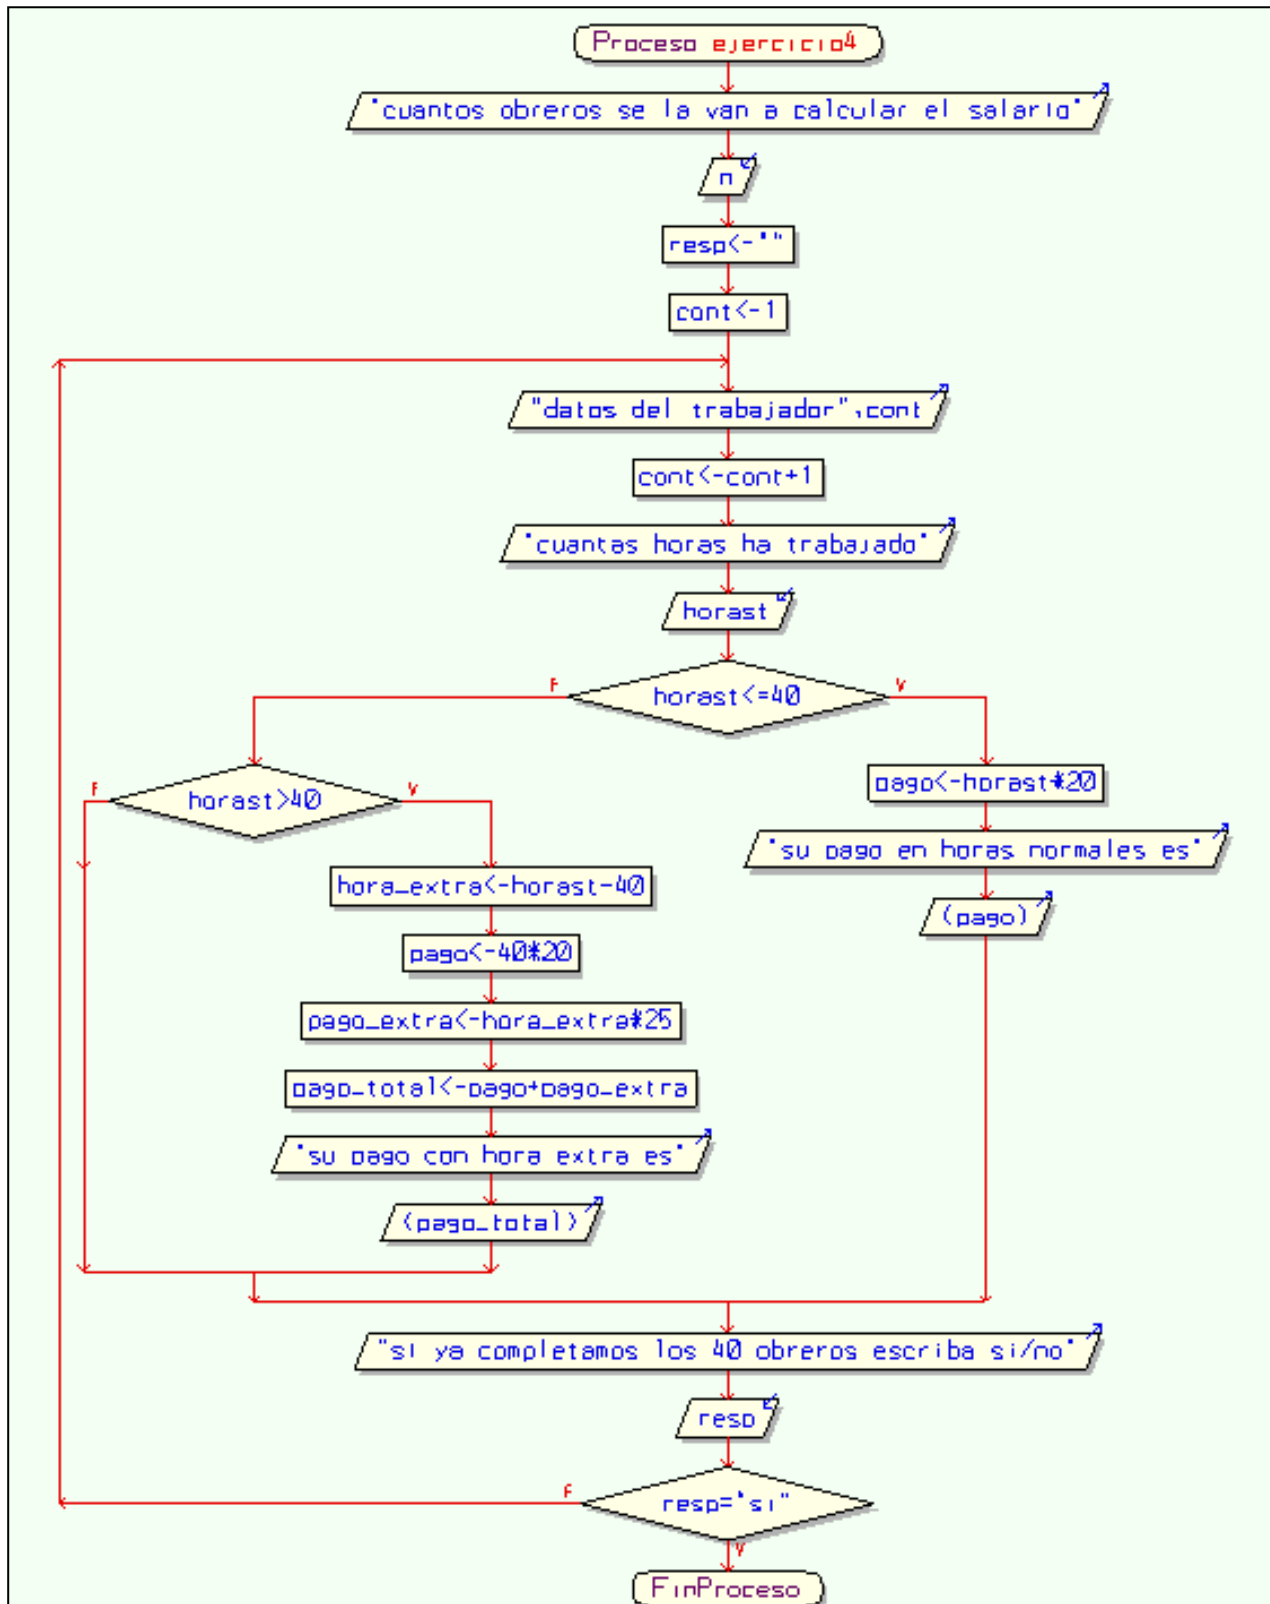 Proceso ejercicio4
"cuantos obreros se la van a calcular el salario"
n
resp<-""
cont<-1
"datos del trabajador",cont
cont<-cont+1
"cuantas horas ha trabajado"
horast
horast<=40
F
V
horast>40
F
V
pago<-horast*20
"su pago en horas normales es"
(pago)
hora_extra<-horast-40
pago<-40*20
pago_extra<-hora_extra*25
pago_total<-pago+pago_extra
"su pago con hora extra es"
(pago_total)
"si ya completamos los 40 obreros escriba si/no"
resp
resp="si"
F
V
FinProceso